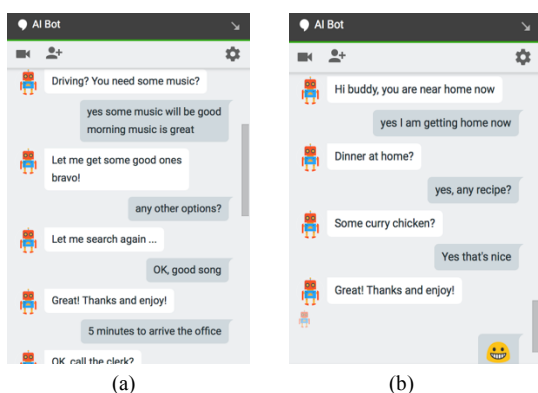 AI Bot
Driving? You need some music?
yes some music will be good
morning music is great
Let me get some good ones
bravo!
any other options?
Let me search again ...
OK, good song
Great! Thanks and enjoy!
5 minutes to arrive the office
OK, call the clerk?
(a)
AI Bot
Hi buddy, you are near home now
yes I am getting home now
Dinner at home?
yes, any recipe?
Some curry chicken?
Yes that's nice
Great! Thanks and enjoy!
(b)